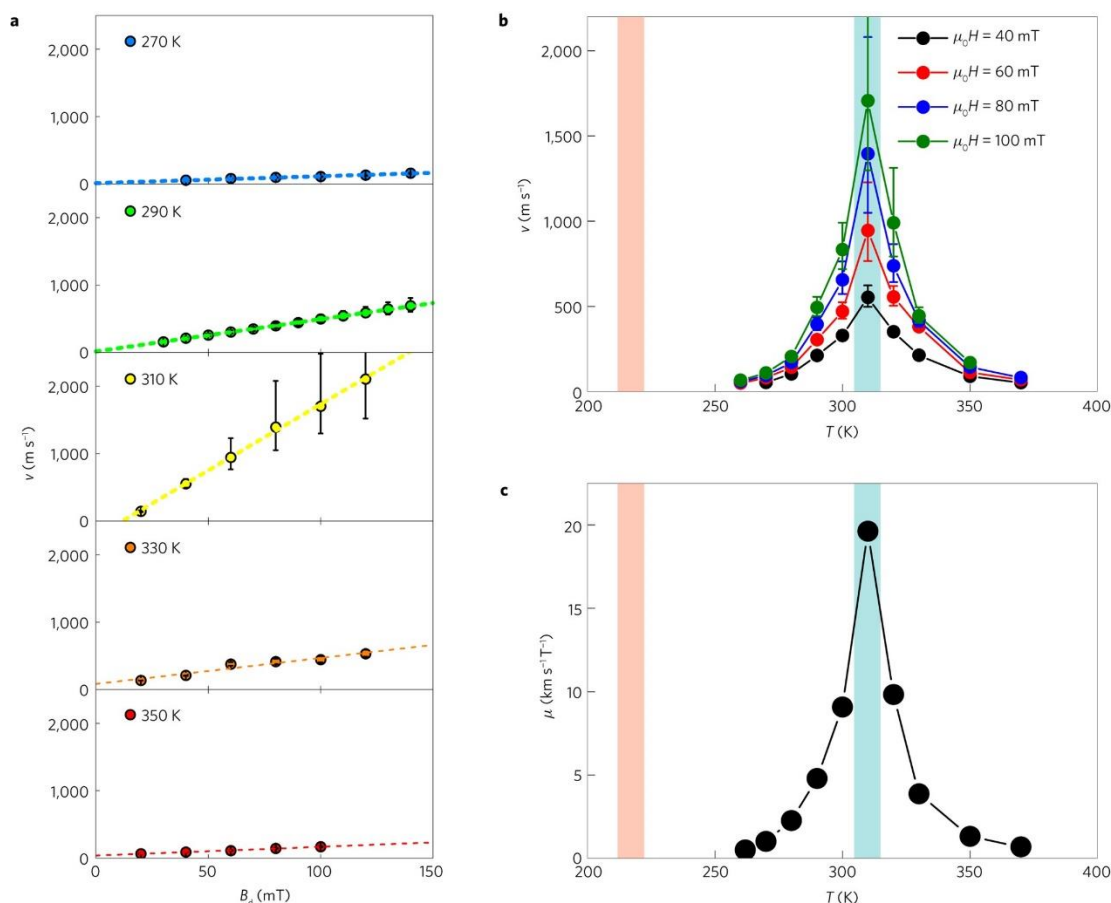 a
2,000
270 K
1,000
0
2,000
290 K
1,000
0
2,000
310 K
1,000
0
2,000
330 K
1,000
0
2,000
350 K
1,000
0
0 50 100 150
v (m s⁻¹)
b
2,000
1,500
1,000
500
0
200 250 300 350 400
v (m s⁻¹)
T (K)
μ₀H = 40 mT
μ₀H = 60 mT
μ₀H = 80 mT
μ₀H = 100 mT
c
20
15
10
5
0
200 250 300 350 400
μ (km s⁻¹ T⁻¹)
T (K)